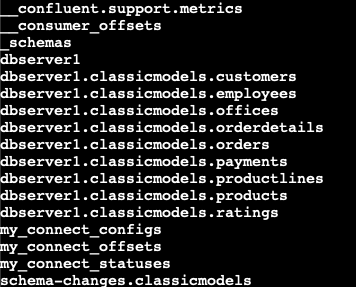 __confluent.support.metrics
__consumer_offsets
_schemas
dbserver1
dbserver1.classicmodels.customers
dbserver1.classicmodels.employees
dbserver1.classicmodels.offices
dbserver1.classicmodels.orderdetails
dbserver1.classicmodels.orders
dbserver1.classicmodels.payments
dbserver1.classicmodels.productlines
dbserver1.classicmodels.products
dbserver1.classicmodels.ratings
my_connect_configs
my_connect_offsets
my_connect_statuses
schema-changes.classicmodels